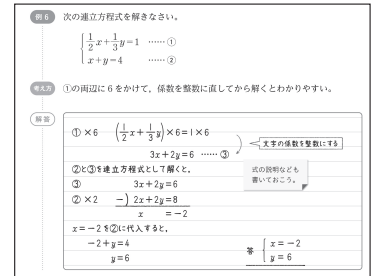 例6 次の連立方程式を解きなさい。
1/2 x+1/3 y=1 ……①
x+y=4 ……②
考え方 ①の両辺に6をかけて，係数を整数に直してから解くとわかりやすい。
解答
①×6 (1/2 x+1/3 y)×6=1×6
文字の係数を整数にする
3x+2y=6 ……③
②と③を連立方程式として解くと，
式の説明なども
書いておこう。
③ 3x+2y=6
②×2 －) 2x+2y=8
x =－2
x=－2を②に代入すると，
－2+y=4
y=6
答 { x=－2
y=6